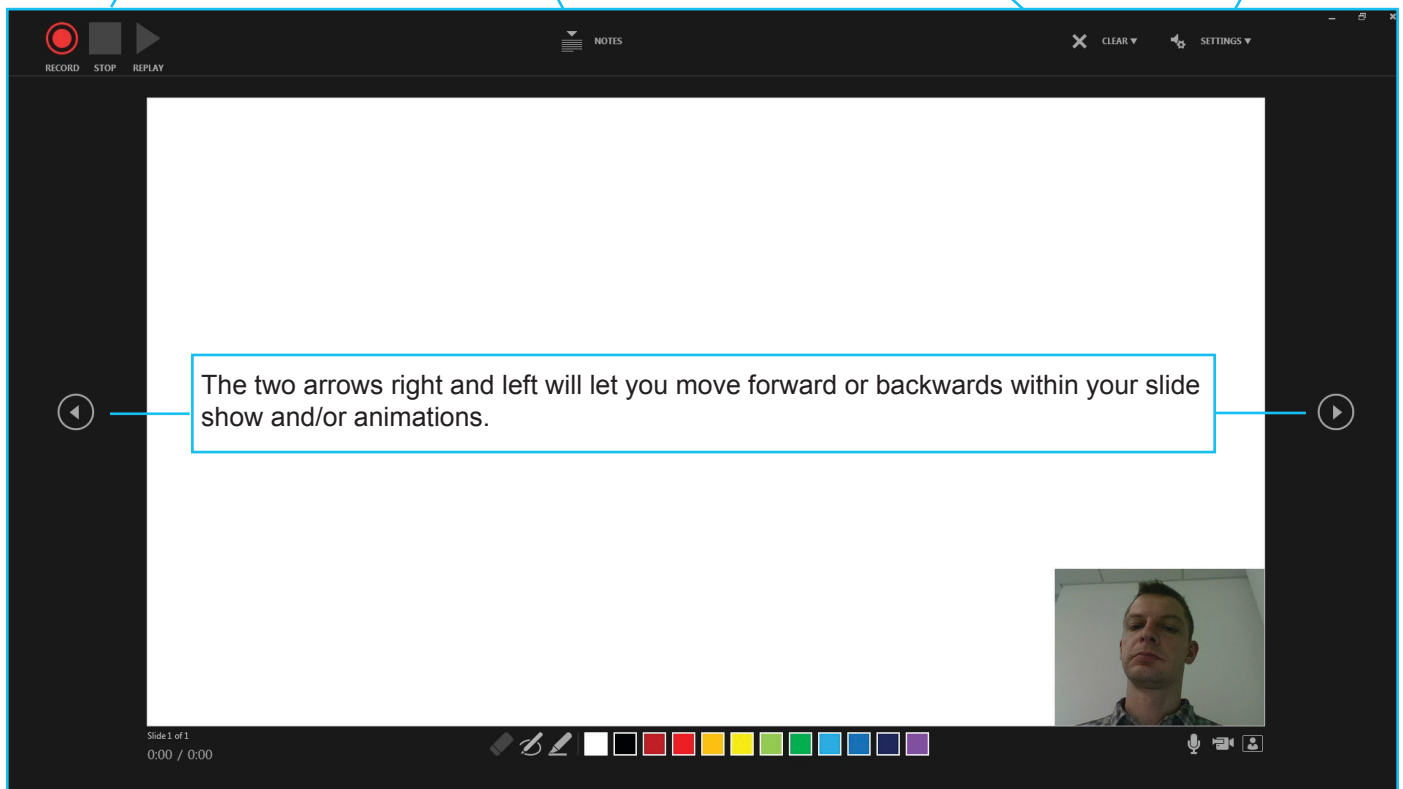 RECORD STOP REPLAY
NOTES
CLEAR
SETTINGS
The two arrows right and left will let you move forward or backwards within your slide
show and/or animations.
Slide 1 of 1
0:00 / 0:00